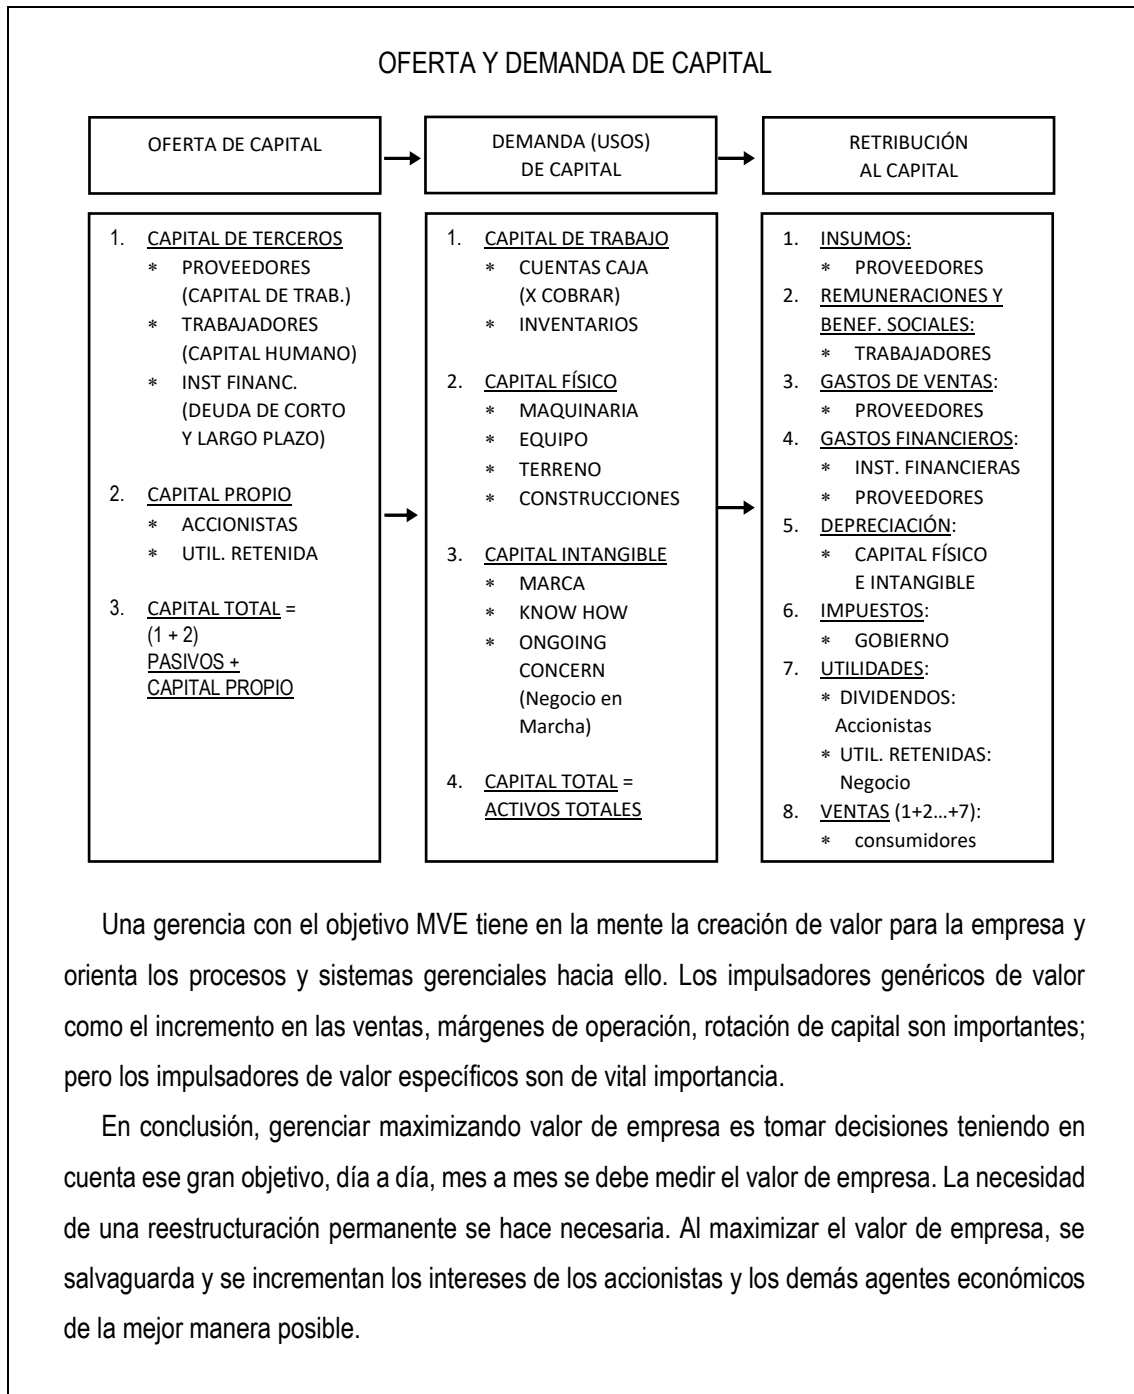 OFERTA Y DEMANDA DE CAPITAL
OFERTA DE CAPITAL
DEMANDA (USOS)
DE CAPITAL
RETRIBUCIÓN
AL CAPITAL
1. CAPITAL DE TERCEROS
* PROVEEDORES
(CAPITAL DE TRAB.)
* TRABAJADORES
(CAPITAL HUMANO)
* INST FINANC.
(DEUDA DE CORTO
Y LARGO PLAZO)
2. CAPITAL PROPIO
* ACCIONISTAS
* UTIL. RETENIDA
3. CAPITAL TOTAL =
(1 + 2)
PASIVOS +
CAPITAL PROPIO
1. CAPITAL DE TRABAJO
* CUENTAS CAJA
(X COBRAR)
* INVENTARIOS
2. CAPITAL FÍSICO
* MAQUINARIA
* EQUIPO
* TERRENO
* CONSTRUCCIONES
3. CAPITAL INTANGIBLE
* MARCA
* KNOW HOW
* ONGOING
CONCERN
(Negocio en
Marcha)
4. CAPITAL TOTAL =
ACTIVOS TOTALES
1. INSUMOS:
* PROVEEDORES
2. REMUNERACIONES Y
BENEF. SOCIALES:
* TRABAJADORES
3. GASTOS DE VENTAS:
* PROVEEDORES
4. GASTOS FINANCIEROS:
* INST. FINANCIERAS
* PROVEEDORES
5. DEPRECIACIÓN:
* CAPITAL FÍSICO
E INTANGIBLE
6. IMPUESTOS:
* GOBIERNO
7. UTILIDADES:
* DIVIDENDOS:
Accionistas
* UTIL. RETENIDAS:
Negocio
8. VENTAS (1+2...+7):
* consumidores
Una gerencia con el objetivo MVE tiene en la mente la creación de valor para la empresa y
orienta los procesos y sistemas gerenciales hacia ello. Los impulsadores genéricos de valor
como el incremento en las ventas, márgenes de operación, rotación de capital son importantes;
pero los impulsadores de valor específicos son de vital importancia.
En conclusión, gerenciar maximizando valor de empresa es tomar decisiones teniendo en
cuenta ese gran objetivo, día a día, mes a mes se debe medir el valor de empresa. La necesidad
de una reestructuración permanente se hace necesaria. Al maximizar el valor de empresa, se
salvaguarda y se incrementan los intereses de los accionistas y los demás agentes económicos
de la mejor manera posible.